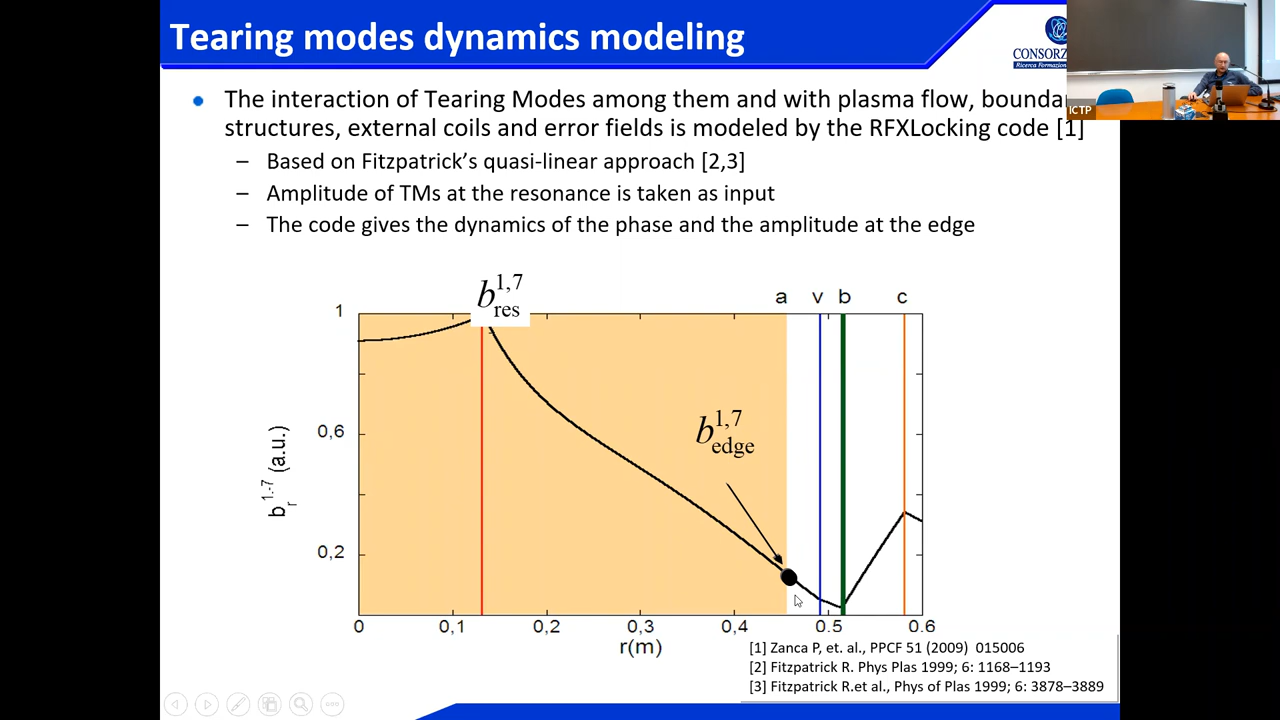 Tearing modes dynamics modeling
CONSORZ
Ricerca Formazion
ICTP
The interaction of Tearing Modes among them and with plasma flow, bounda
structures, external coils and error fields is modeled by the RFXLocking code [1]
– Based on Fitzpatrick’s quasi-linear approach [2,3]
– Amplitude of TMs at the resonance is taken as input
– The code gives the dynamics of the phase and the amplitude at the edge
b 1,7 res
a v b c
1
b 1,7 edge
0,6
b r 1,-7 (a.u.)
0,2
0 0,1 0,2 0,3 0,4 0.5 0.6
r(m)
[1] Zanca P, et. al., PPCF 51 (2009) 015006
[2] Fitzpatrick R. Phys Plas 1999; 6: 1168–1193
[3] Fitzpatrick R.et al., Phys of Plas 1999; 6: 3878–3889